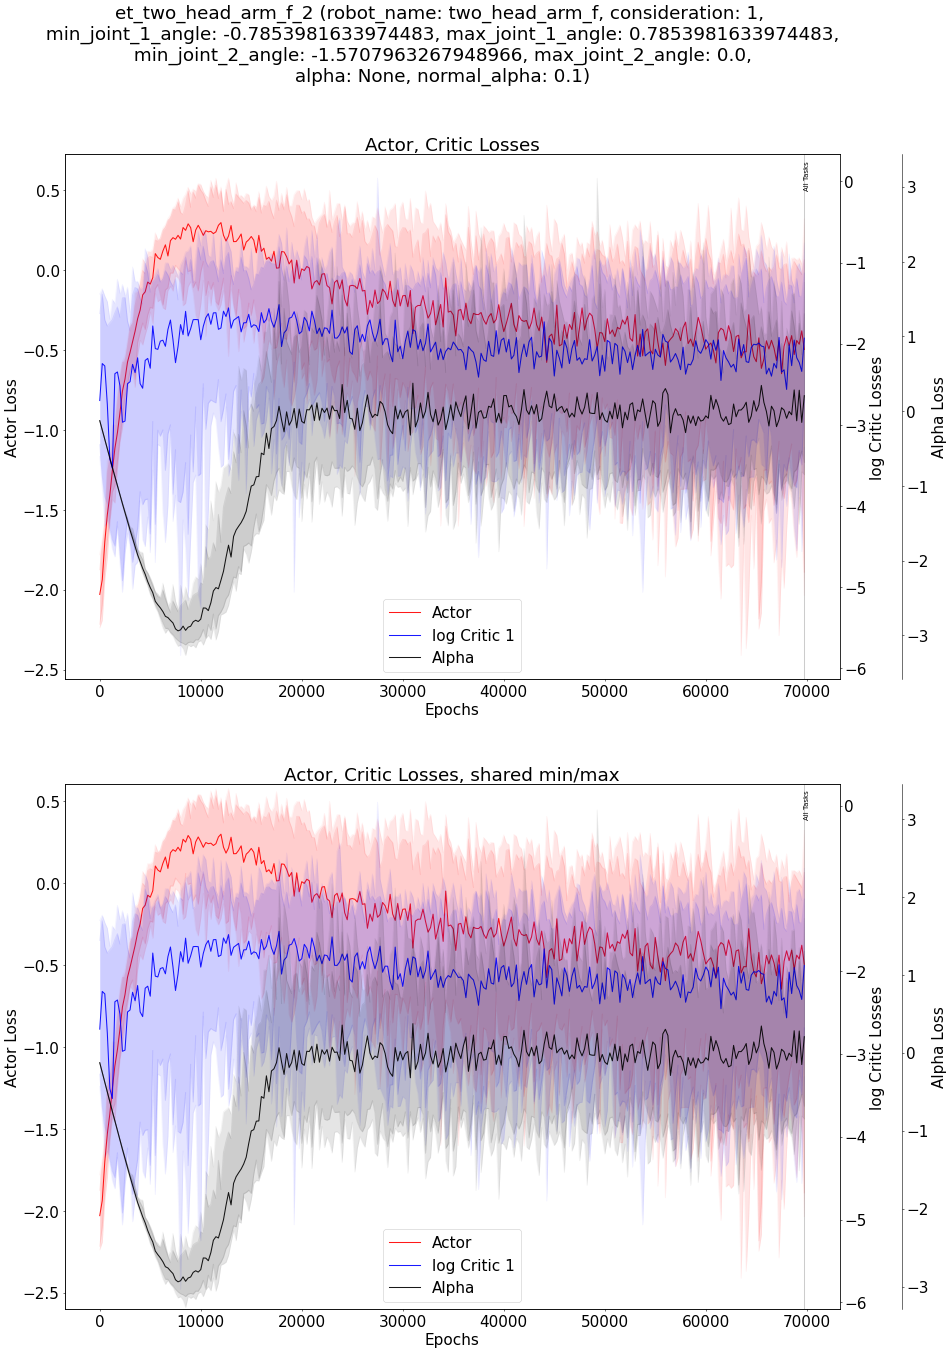 et_two_head_arm_f_2 (robot_name: two_head_arm_f, consideration: 1,
min_joint_1_angle: -0.7853981633974483, max_joint_1_angle: 0.7853981633974483,
min_joint_2_angle: -1.5707963267948966, max_joint_2_angle: 0.0,
alpha: None, normal_alpha: 0.1)
Actor, Critic Losses
All Tasks
0.5
0.0
−0.5
−1.0
−1.5
−2.0
−2.5
Actor Loss
0
−1
−2
−3
−4
−5
−6
log Critic Losses
3
2
1
0
−1
−2
−3
Alpha Loss
Actor
log Critic 1
Alpha
0 10000 20000 30000 40000 50000 60000 70000
Epochs
Actor, Critic Losses, shared min/max
All Tasks
0.5
0.0
−0.5
−1.0
−1.5
−2.0
−2.5
Actor Loss
0
−1
−2
−3
−4
−5
−6
log Critic Losses
3
2
1
0
−1
−2
−3
Alpha Loss
Actor
log Critic 1
Alpha
0 10000 20000 30000 40000 50000 60000 70000
Epochs